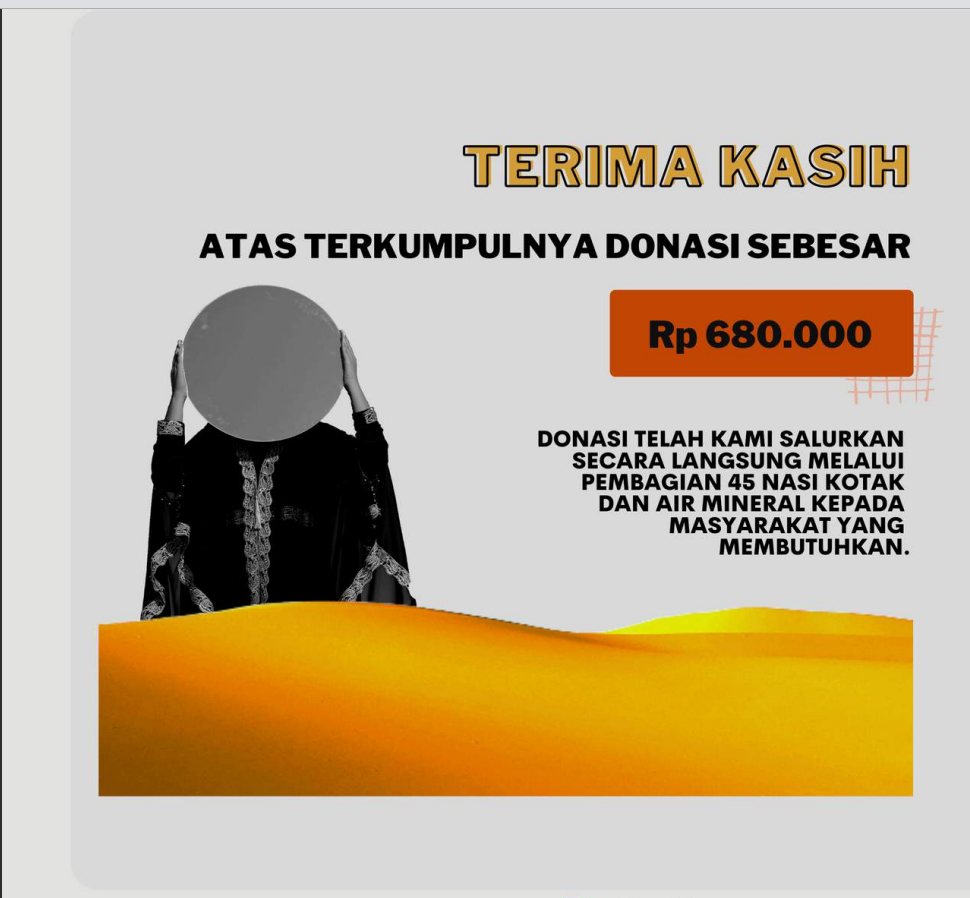 TERIMA KASIH
ATAS TERKUMPULNYA DONASI SEBESAR
Rp 680.000
DONASI TELAH KAMI SALURKAN
SECARA LANGSUNG MELALUI
PEMBAGIAN 45 NASI KOTAK
DAN AIR MINERAL KEPADA
MASYARAKAT YANG
MEMBUTUHKAN.